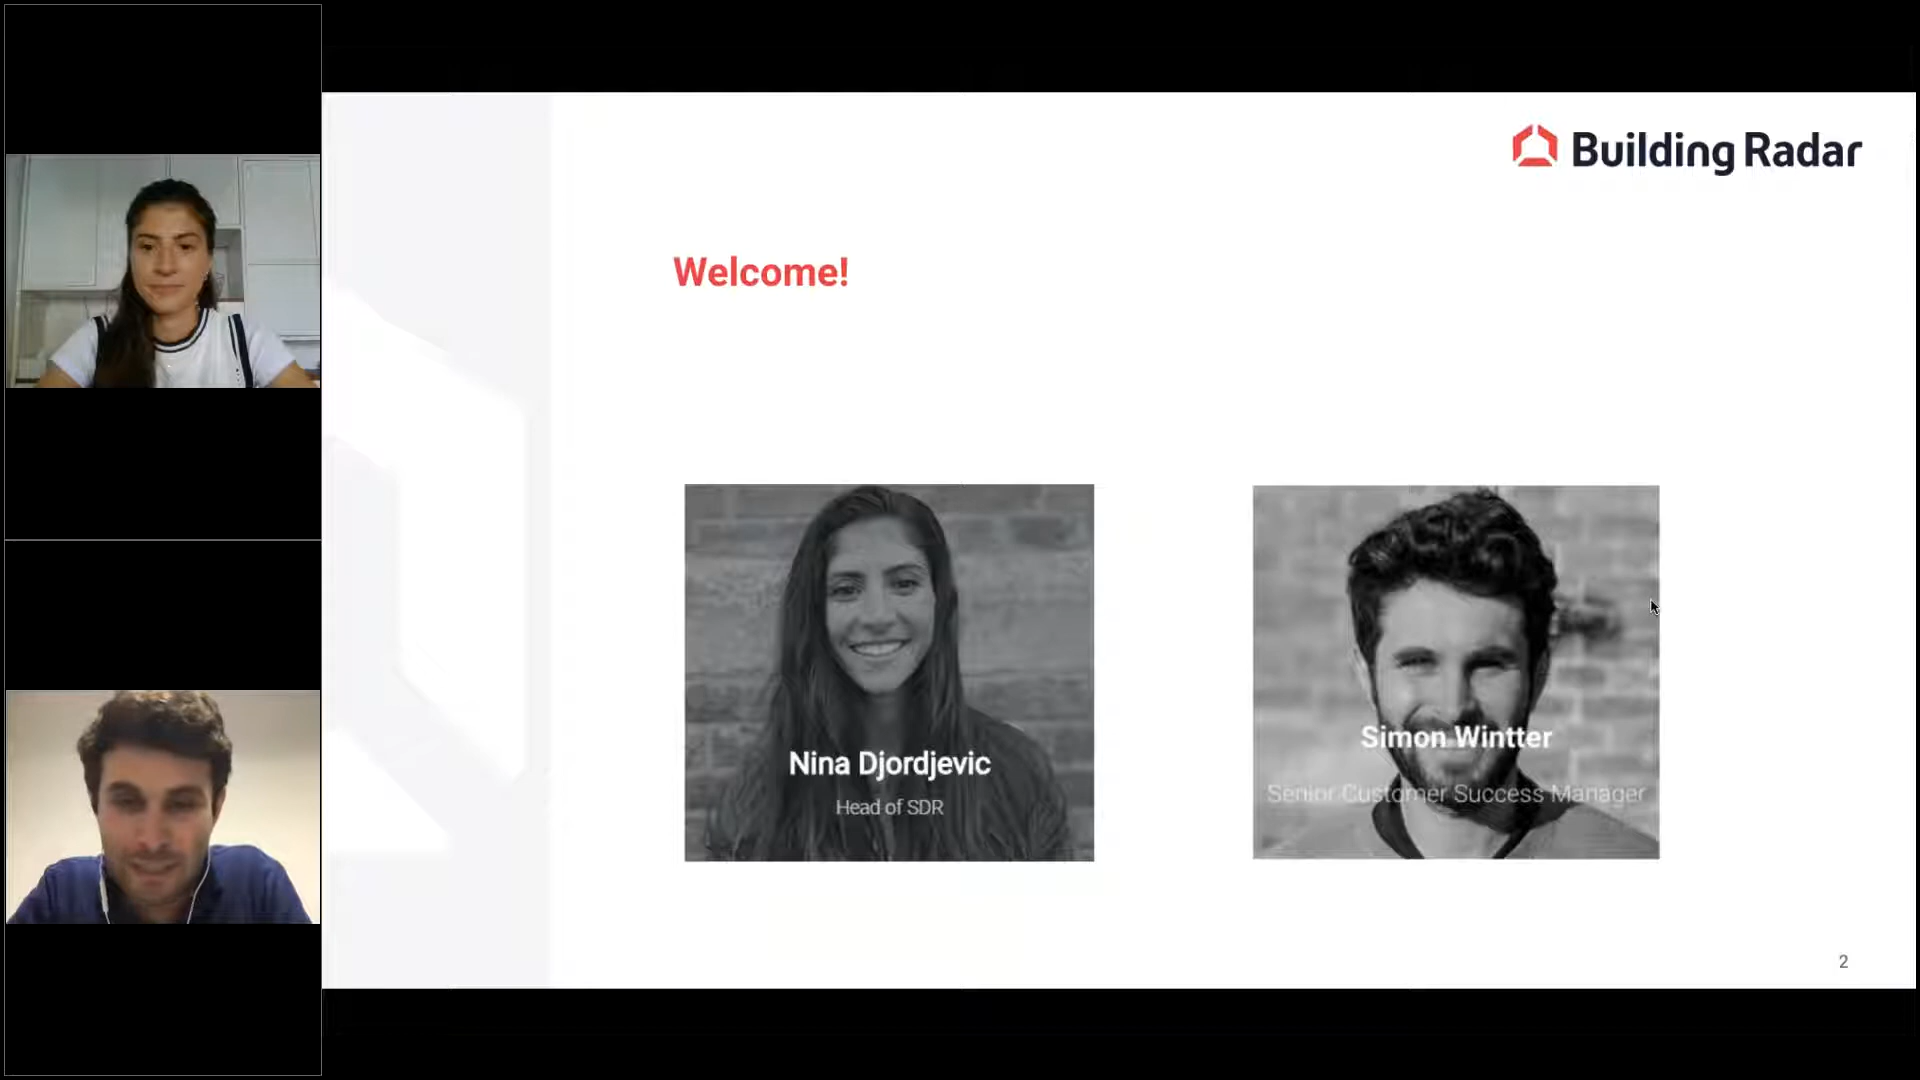 Building Radar
Welcome!
Nina Djordjevic
Head of SDR
Simon Wintter
Senior Customer Success Manager
2